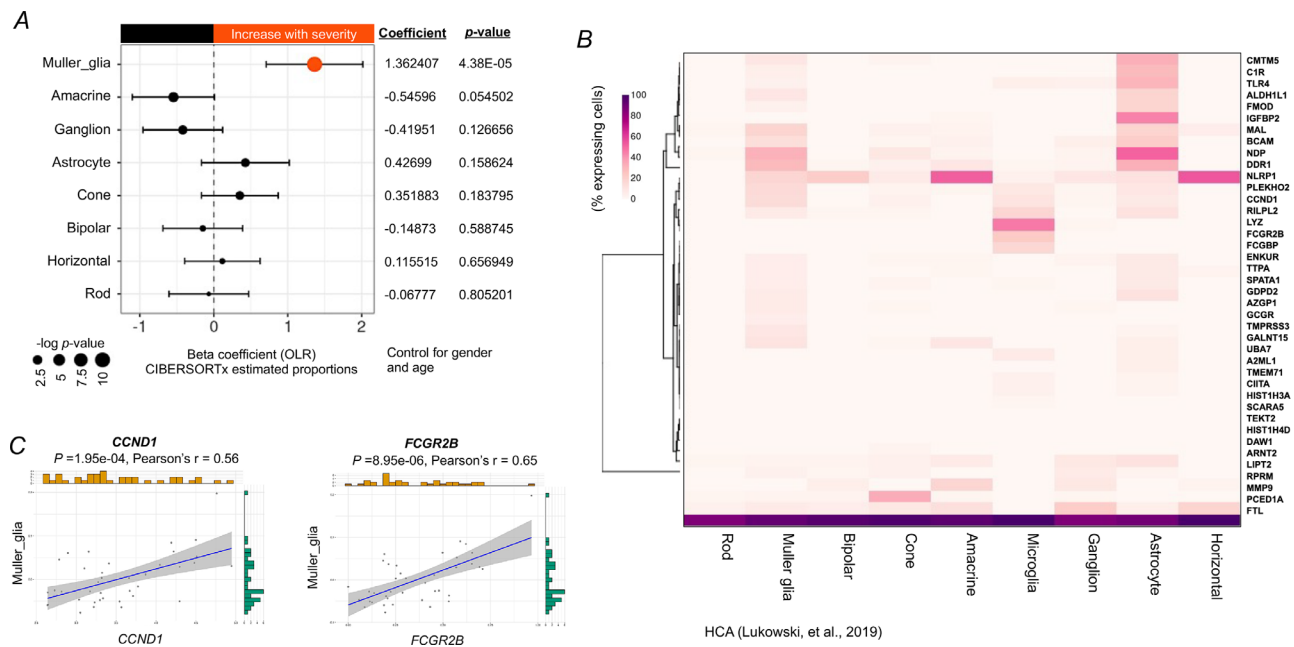 A
Increase with severity
Coefficient
p-value
Muller_glia
1.362407
4.38E-05
Amacrine
-0.54596
0.054502
Ganglion
-0.41951
0.126656
Astrocyte
0.42699
0.158624
Cone
0.351883
0.183795
Bipolar
-0.14873
0.588745
Horizontal
0.115515
0.656949
Rod
-0.06777
0.805201
-1
0
1
2
-log p-value
2.5
5
7.5
10
Beta coefficient (OLR)
CIBERSORTx estimated proportions
Control for gender
and age
B
(% expressing cells)
100
80
60
40
20
0
CMTM5
C1R
TLR4
ALDH1L1
FMOD
IGFBP2
MAL
BCAM
NDP
DDR1
NLRP1
PLEKHO2
CCND1
RILPL2
LYZ
FCGR2B
FCGBP
ENKUR
TTPA
SPATA1
GDPD2
AZGP1
GCGR
TMPRSS3
GALNT15
UBA7
A2ML1
TMEM71
CIITA
HIST1H3A
SCARA5
TEKT2
HIST1H4D
DAW1
ARNT2
LIPT2
RPRM
MMP9
PCED1A
FTL
Rod
Muller glia
Bipolar
Cone
Amacrine
Microglia
Ganglion
Astrocyte
Horizontal
HCA (Lukowski, et al., 2019)
C
CCND1
P =1.95e-04, Pearson's r = 0.56
Muller_glia
CCND1
FCGR2B
P =8.95e-06, Pearson's r = 0.65
Muller_glia
FCGR2B